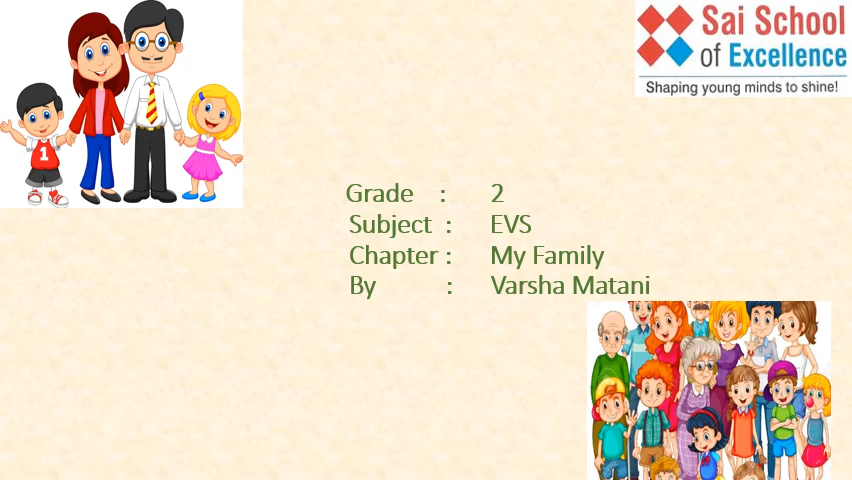 Sai School
of Excellence
Shaping young minds to shine!
Grade : 2
Subject : EVS
Chapter : My Family
By : Varsha Matani
1